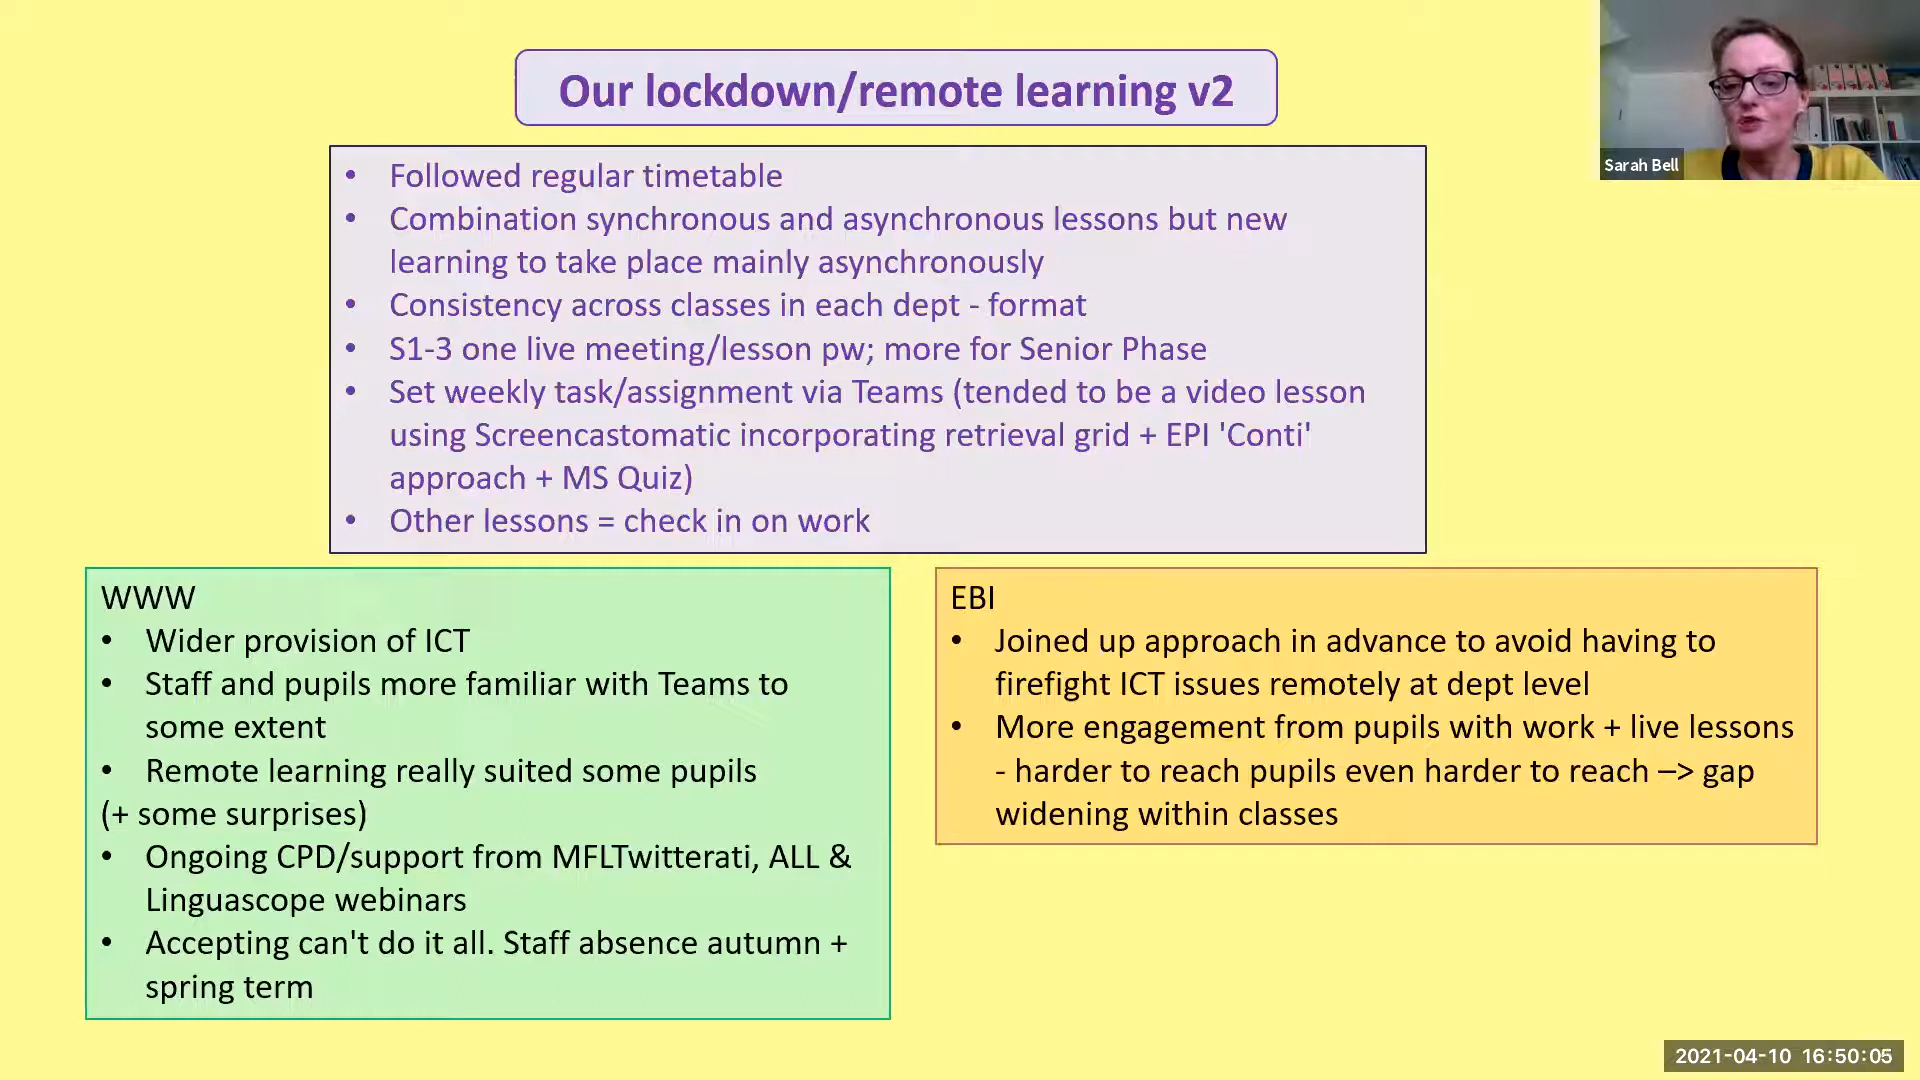 Our lockdown/remote learning v2
Sarah Bell
• Followed regular timetable
• Combination synchronous and asynchronous lessons but new
learning to take place mainly asynchronously
• Consistency across classes in each dept - format
• S1-3 one live meeting/lesson pw; more for Senior Phase
• Set weekly task/assignment via Teams (tended to be a video lesson
using Screencastomatic incorporating retrieval grid + EPI 'Conti'
approach + MS Quiz)
• Other lessons = check in on work
WWW
• Wider provision of ICT
• Staff and pupils more familiar with Teams to
some extent
• Remote learning really suited some pupils
(+ some surprises)
• Ongoing CPD/support from MFLTwitterati, ALL &
Linguascope webinars
• Accepting can't do it all. Staff absence autumn +
spring term
EBI
• Joined up approach in advance to avoid having to
firefight ICT issues remotely at dept level
• More engagement from pupils with work + live lessons
- harder to reach pupils even harder to reach –> gap
widening within classes
2021-04-10 16:50:05